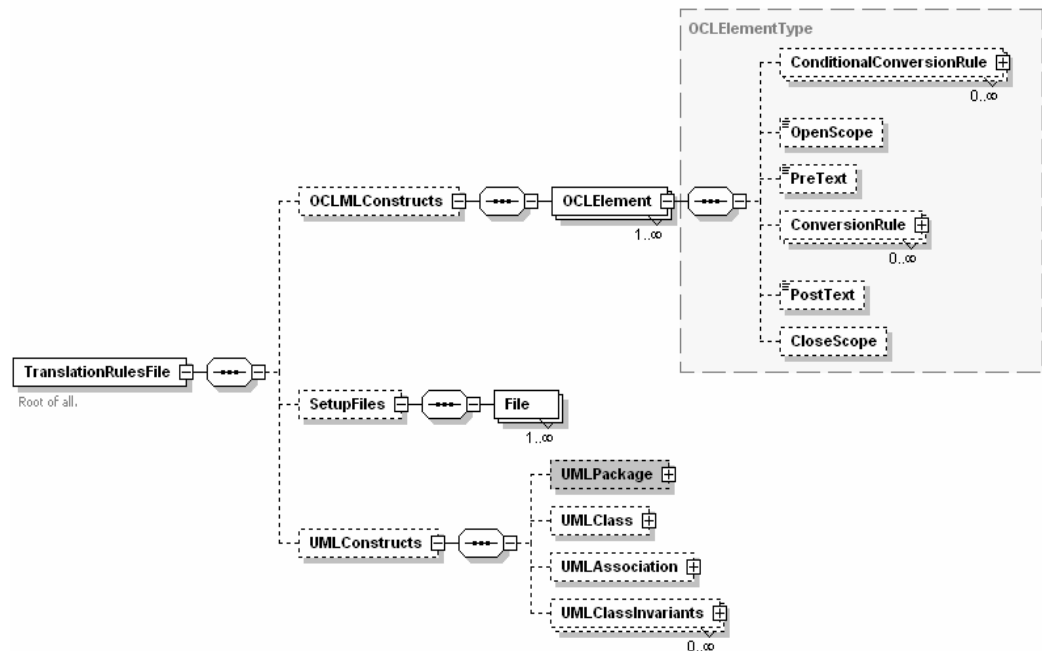 OCLElementType
ConditionalConversionRule
0..∞
OpenScope
PreText
OCLMLConstructs
OCLElement
1..∞
ConversionRule
0..∞
PostText
CloseScope
TranslationRulesFile
Root of all.
SetupFiles
File
1..∞
UMLPackage
UMLClass
UMLConstructs
UMLAssociation
UMLClassInvariants
0..∞